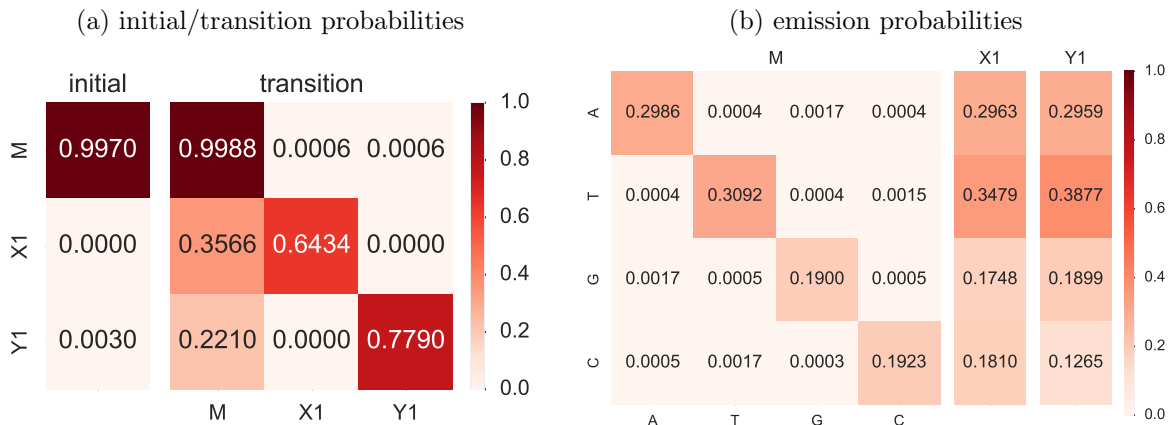 (a) initial/transition probabilities
initial transition
M 0.9970 0.9988 0.0006 0.0006
X1 0.0000 0.3566 0.6434 0.0000
Y1 0.0030 0.2210 0.0000 0.7790
M X1 Y1
1.0
0.8
0.6
0.4
0.2
0.0
(b) emission probabilities
M X1 Y1
A 0.2986 0.0004 0.0017 0.0004 0.2963 0.2959
T 0.0004 0.3092 0.0004 0.0015 0.3479 0.3877
G 0.0017 0.0005 0.1900 0.0005 0.1748 0.1899
C 0.0005 0.0017 0.0003 0.1923 0.1810 0.1265
A T G C
1.0
0.8
0.6
0.4
0.2
0.0